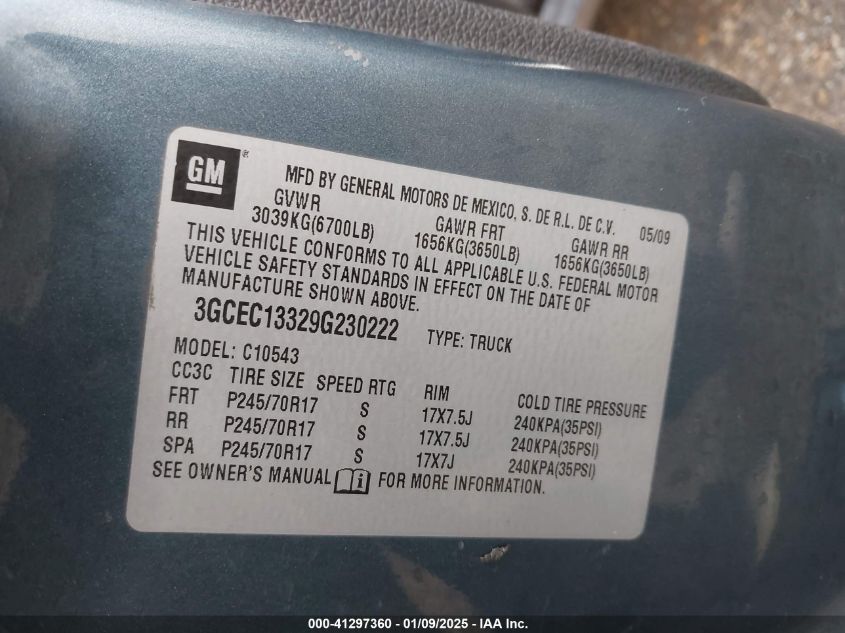 GM ®
MFD BY GENERAL MOTORS DE MEXICO, S. DE R.L. DE C.V. 05/09
GVWR GAWR FRT GAWR RR
3039KG(6700LB) 1656KG(3650LB) 1656KG(3650LB)
THIS VEHICLE CONFORMS TO ALL APPLICABLE U.S. FEDERAL MOTOR
VEHICLE SAFETY STANDARDS IN EFFECT ON THE DATE OF
MANUFACTURE SHOWN ABOVE.
3GCEC13329G230222 TYPE: TRUCK
MODEL: C10543
CC3C TIRE SIZE SPEED RTG RIM COLD TIRE PRESSURE
FRT P245/70R17 S 17X7.5J 240KPA(35PSI)
RR P245/70R17 S 17X7.5J 240KPA(35PSI)
SPA P245/70R17 S 17X7J 240KPA(35PSI)
SEE OWNER'S MANUAL i FOR MORE INFORMATION.
000-41297360 - 01/09/2025 - IAA Inc.